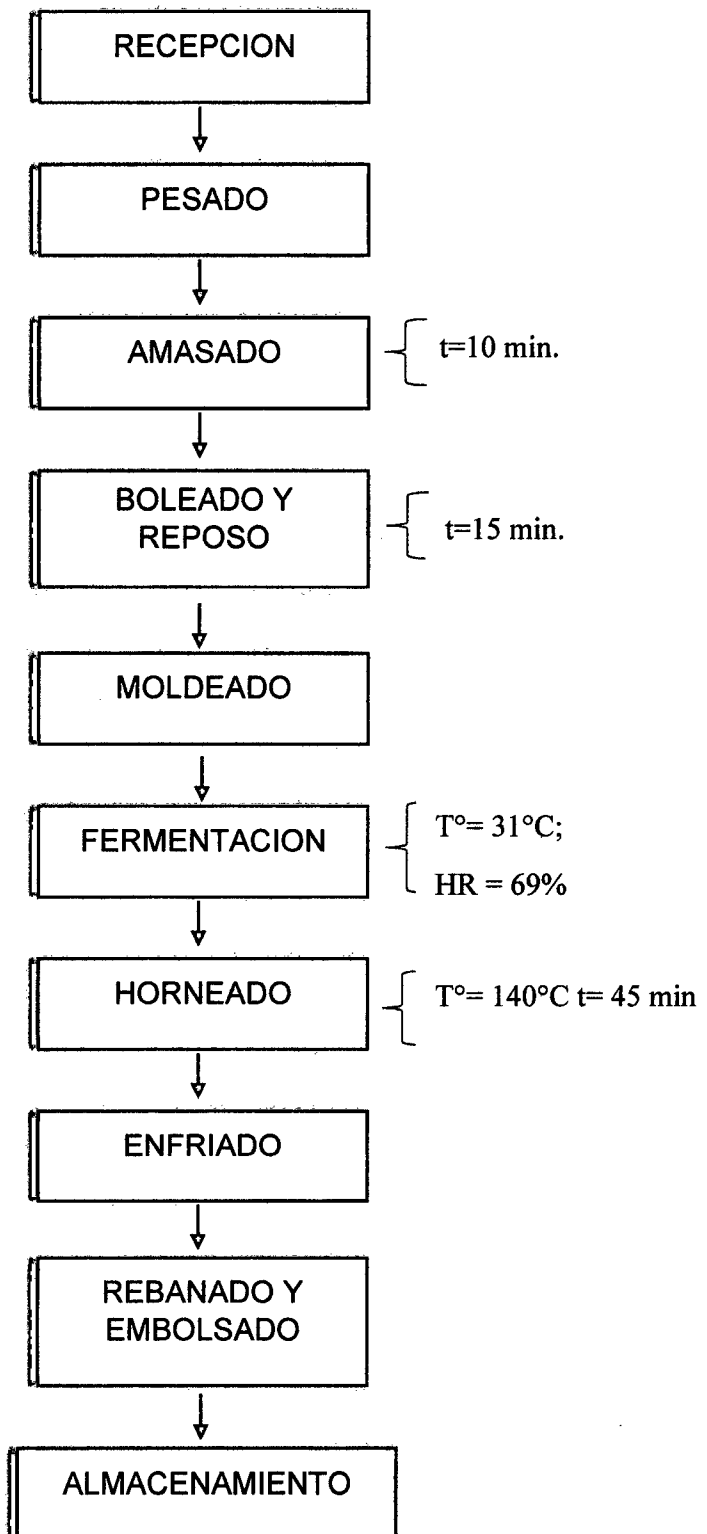 RECEPCION
PESADO
AMASADO
t=10 min.
BOLEADO Y
REPOSO
t=15 min.
MOLDEADO
FERMENTACION
T°= 31°C;
HR = 69%
HORNEADO
T°= 140°C t= 45 min
ENFRIADO
REBANADO Y
EMBOLSADO
ALMACENAMIENTO